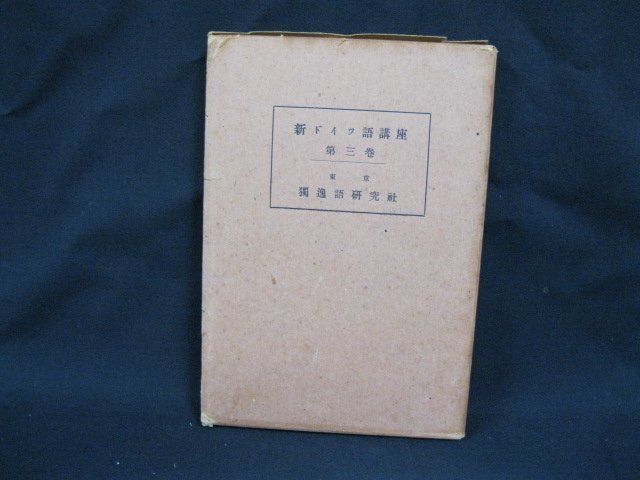 新ドイツ語講座
第三巻
東京
獨逸語研究社